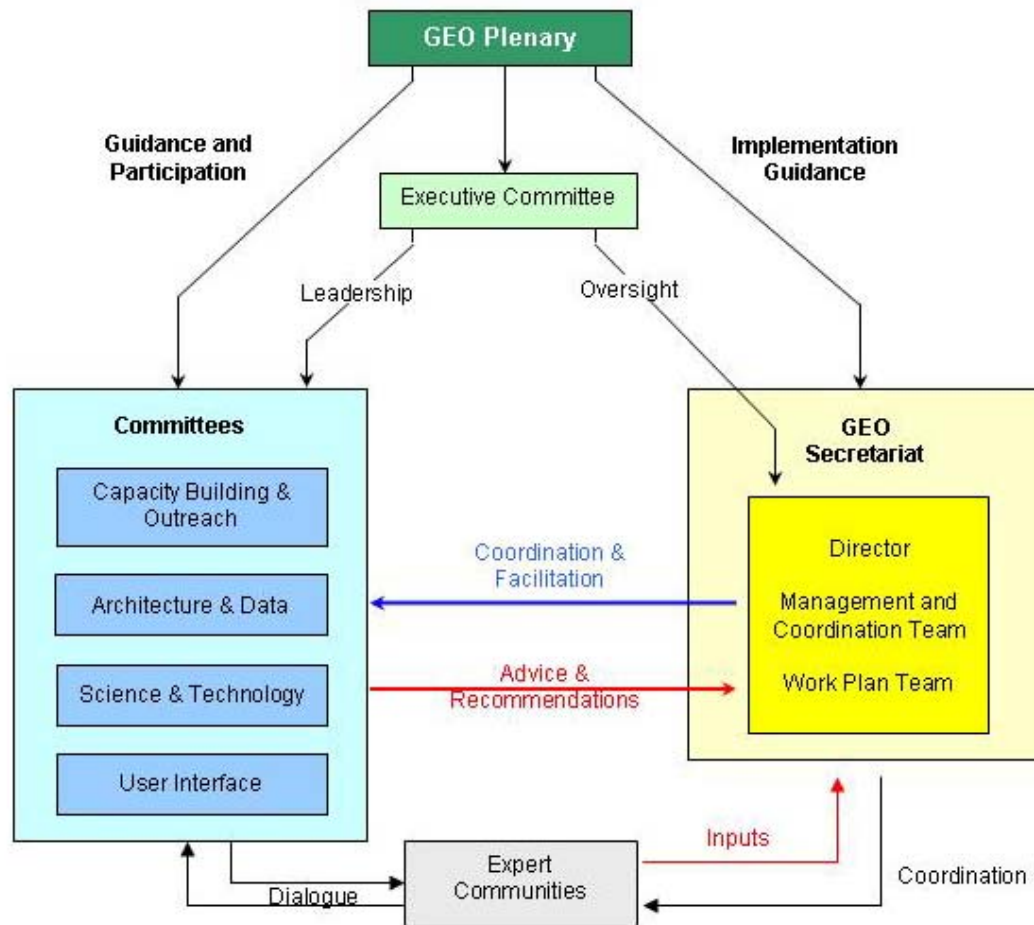 GEO Plenary
Guidance and
Participation
Implementation
Guidance
Executive Committee
Leadership
Oversight
Committees
Capacity Building &
Outreach
Architecture & Data
Science & Technology
User Interface
GEO
Secretariat
Director
Management and
Coordination Team
Work Plan Team
Coordination &
Facilitation
Advice &
Recommendations
Expert
Communities
Inputs
Dialogue
Coordination